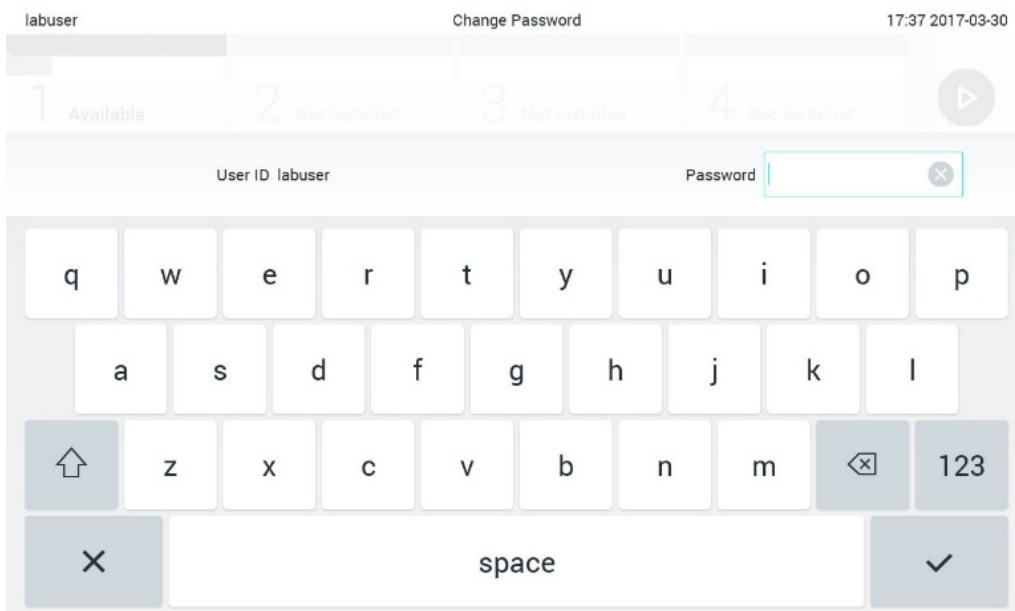 labuser Change Password 17:37 2017-03-30
1 Available 2 Not installed 3 Not installed 4 Not installed
User ID labuser Password
q w e r t y u i o p
a s d f g h j k l
z x c v b n m 123
space